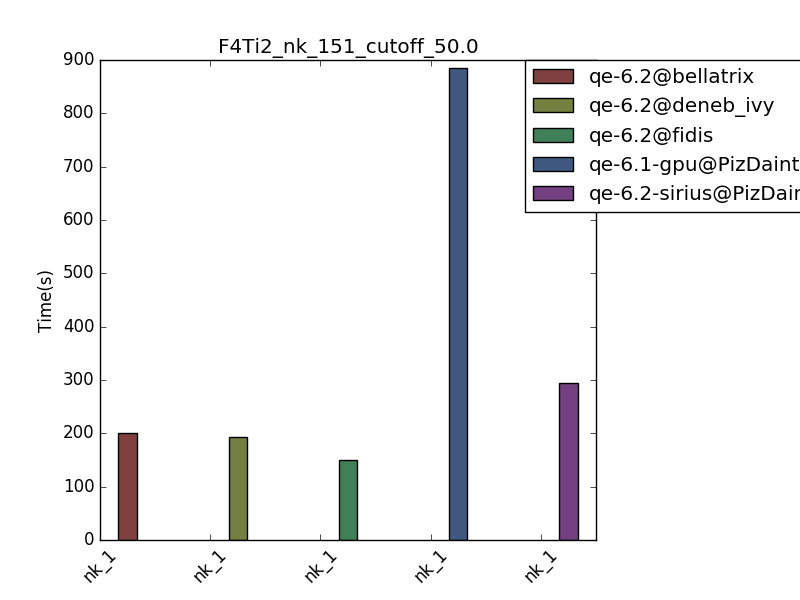 F4Ti2_nk_151_cutoff_50.0
900
800
700
600
500
400
300
200
100
0
Time(s)
qe-6.2@bellatrix
qe-6.2@deneb_ivy
qe-6.2@fidis
qe-6.1-gpu@PizDaint
qe-6.2-sirius@PizDain
nk_1
nk_1
nk_1
nk_1
nk_1